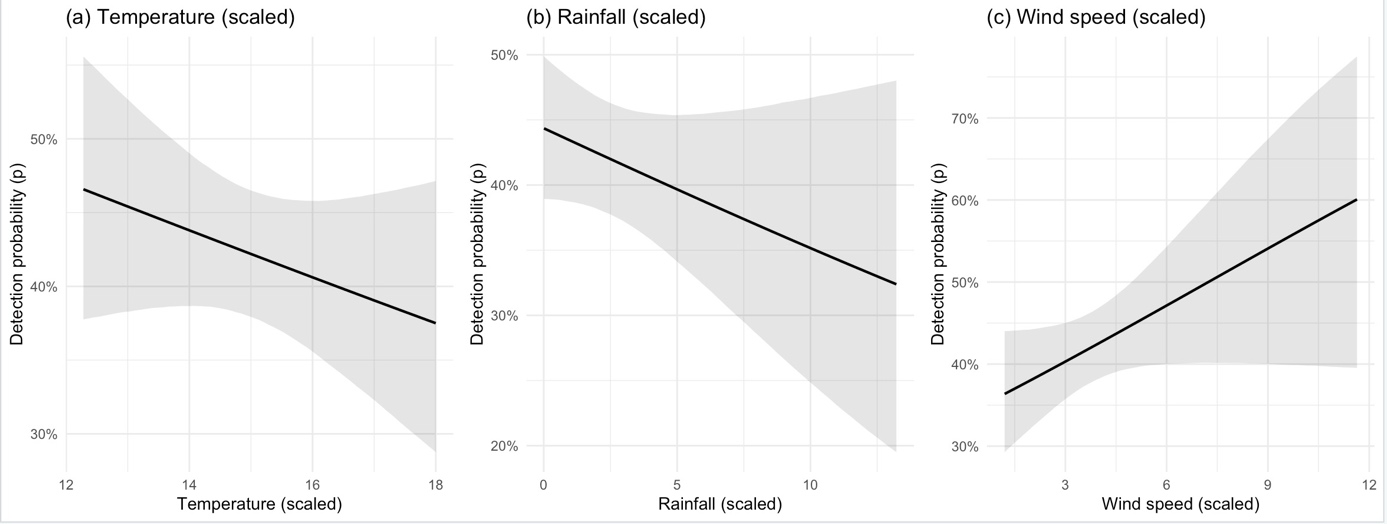 (a) Temperature (scaled)
Detection probability (p)
50%
40%
30%
12 14 16 18
Temperature (scaled)
(b) Rainfall (scaled)
Detection probability (p)
50%
40%
30%
20%
0 5 10
Rainfall (scaled)
(c) Wind speed (scaled)
Detection probability (p)
70%
60%
50%
40%
30%
3 6 9 12
Wind speed (scaled)